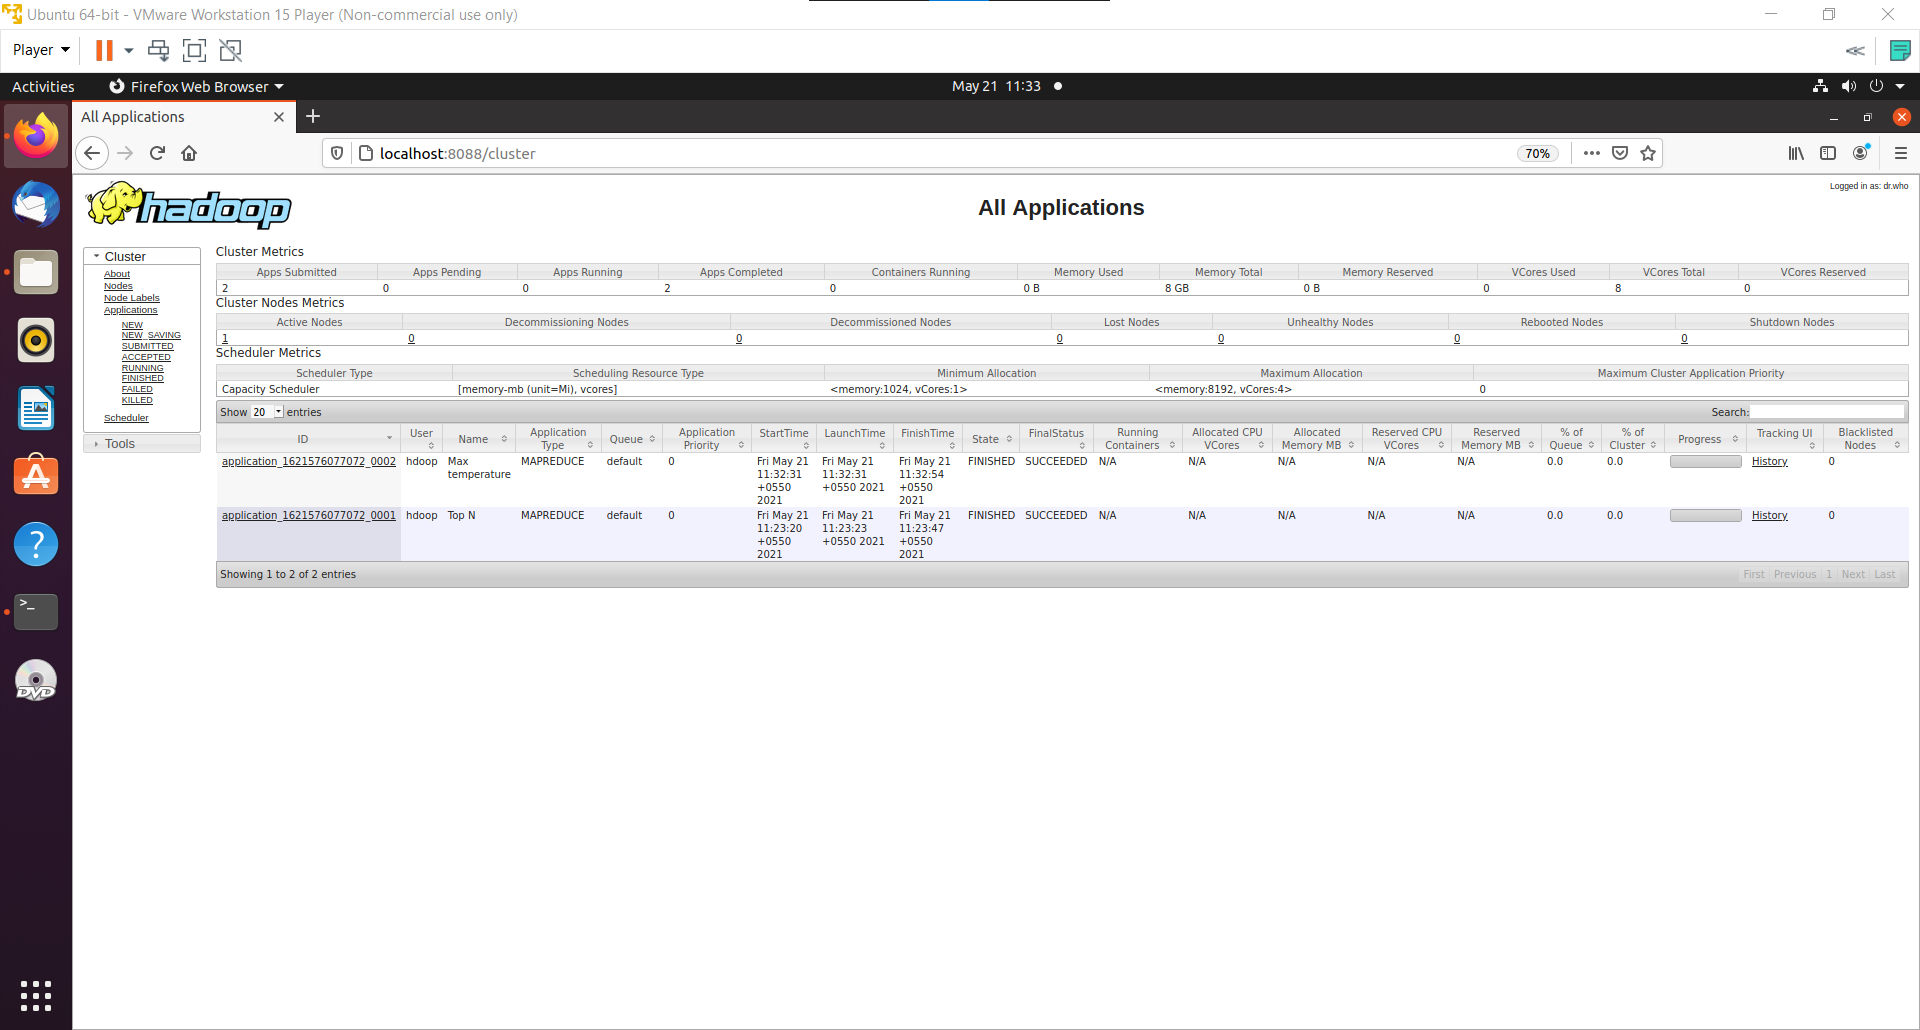 Ubuntu 64-bit - VMware Workstation 15 Player (Non-commercial use only)
Player
Activities Firefox Web Browser May 21 11:33
All Applications
localhost:8088/cluster 70%
hadoop
All Applications
Logged in as: dr.who
Cluster
About
Nodes
Node Labels
Applications
NEW
NEW_SAVING
SUBMITTED
ACCEPTED
RUNNING
FINISHED
FAILED
KILLED
Scheduler
Tools
Cluster Metrics
Apps Submitted Apps Pending Apps Running Apps Completed Containers Running Memory Used Memory Total Memory Reserved VCores Used VCores Total VCores Reserved
2 0 0 2 0 0 B 8 GB 0 B 0 8 0
Cluster Nodes Metrics
Active Nodes Decommissioning Nodes Decommissioned Nodes Lost Nodes Unhealthy Nodes Rebooted Nodes Shutdown Nodes
1 0 0 0 0 0 0
Scheduler Metrics
Scheduler Type Scheduling Resource Type Minimum Allocation Maximum Allocation Maximum Cluster Application Priority
Capacity Scheduler [memory-mb (unit=Mi), vcores] <memory:1024, vCores:1> <memory:8192, vCores:4> 0
Show 20 entries Search:
ID User Name Application Type Queue Application Priority StartTime LaunchTime FinishTime State FinalStatus Running Containers Allocated CPU VCores Allocated Memory MB Reserved CPU VCores Reserved Memory MB % of Queue % of Cluster Progress Tracking UI Blacklisted Nodes
application_1621576077072_0002 hdoop Max temperature MAPREDUCE default 0 Fri May 21 11:32:31 +0550 2021 Fri May 21 11:32:31 +0550 2021 Fri May 21 11:32:54 +0550 2021 FINISHED SUCCEEDED N/A N/A N/A N/A N/A 0.0 0.0 History 0
application_1621576077072_0001 hdoop Top N MAPREDUCE default 0 Fri May 21 11:23:20 +0550 2021 Fri May 21 11:23:23 +0550 2021 Fri May 21 11:23:47 +0550 2021 FINISHED SUCCEEDED N/A N/A N/A N/A N/A 0.0 0.0 History 0
Showing 1 to 2 of 2 entries First Previous 1 Next Last
DVD